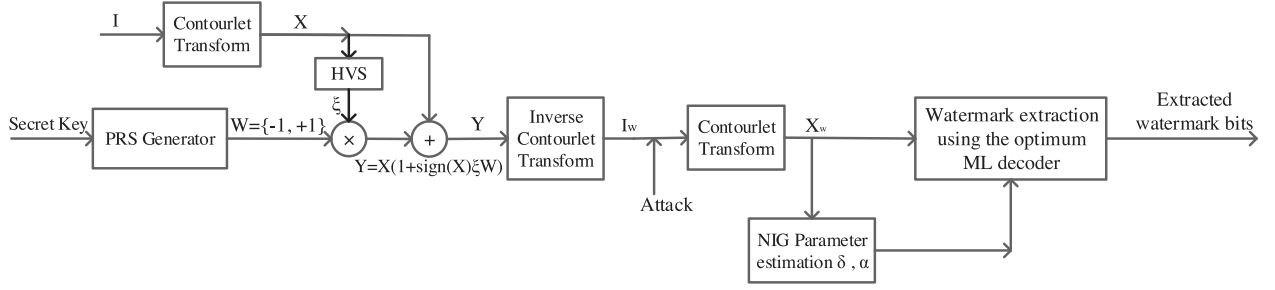 I
Contourlet
Transform
X
HVS
ξ
Secret Key
PRS Generator
W={-1, +1}
×
+
Y
Y=X(1+sign(X)ξW)
Inverse
Contourlet
Transform
Iw
Attack
Contourlet
Transform
Xw
NIG Parameter
estimation δ , α
Watermark extraction
using the optimum
ML decoder
Extracted
watermark bits